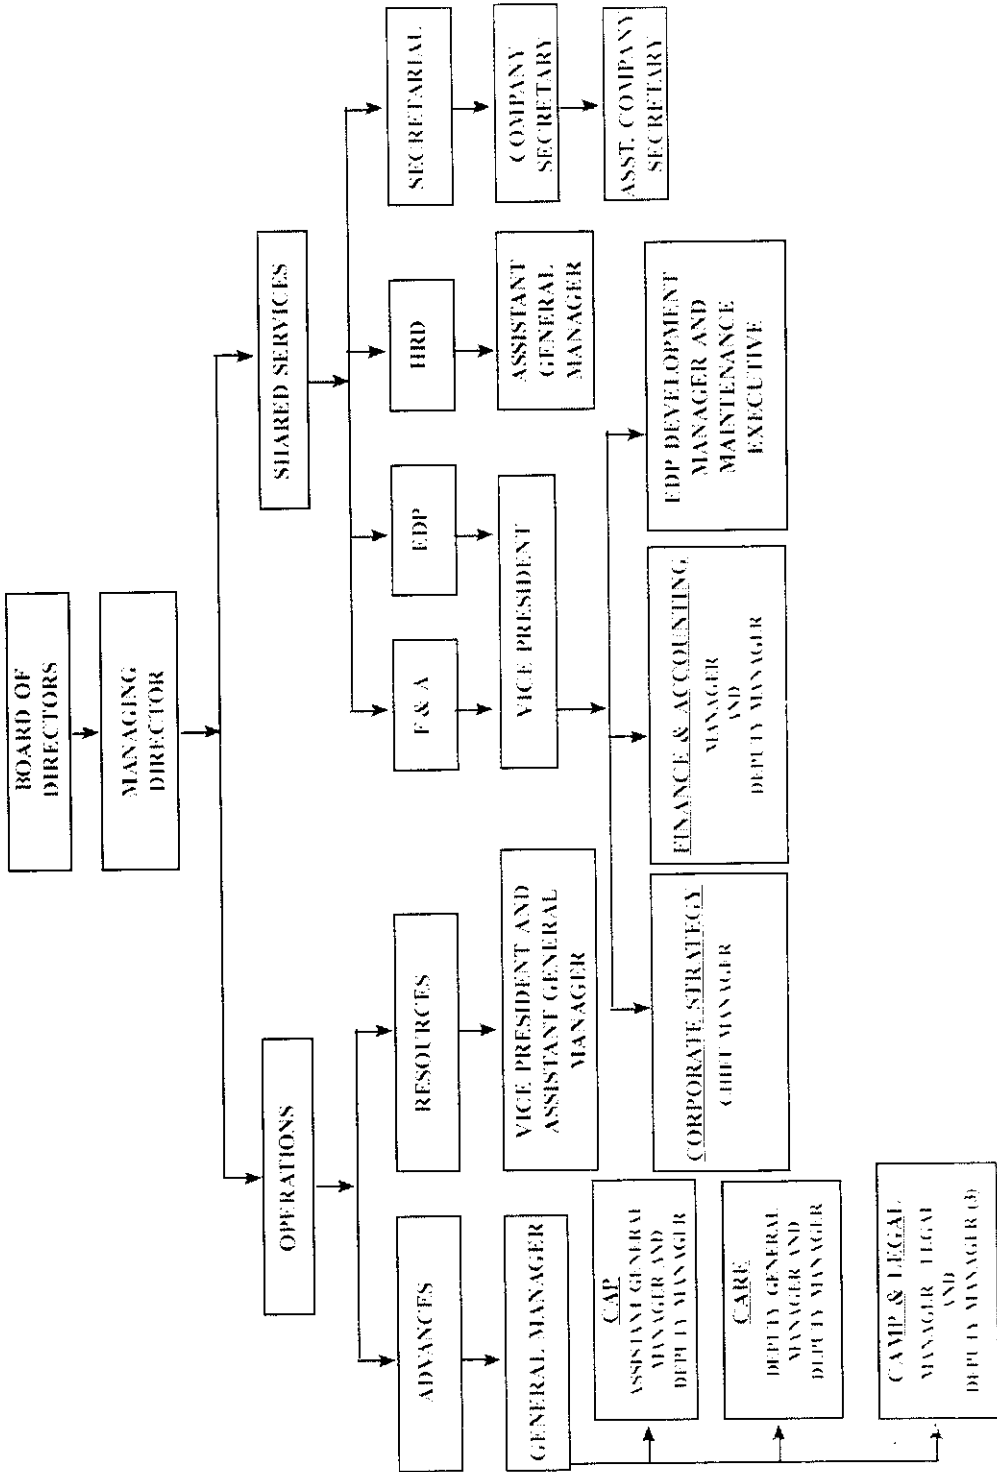 BOARD OF
DIRECTORS
MANAGING
DIRECTOR
OPERATIONS
SHARED SERVICES
ADVANCES
RESOURCES
F & A
EDP
HRD
SECRETARIAL
GENERAL MANAGER
VICE PRESIDENT AND
ASSISTANT GENERAL
MANAGER
VICE PRESIDENT
ASSISTANT
GENERAL
MANAGER
COMPANY
SECRETARY
ASST. COMPANY
SECRETARY
CAP
ASSISTANT GENERAL
MANAGER AND
DEPUTY MANAGER
CARE
DEPUTY GENERAL
MANAGER AND
DEPUTY MANAGER
CAMP & LEGAL
MANAGER LEGAL
AND
DEPUTY MANAGER (3)
CORPORATE STRATEGY
CHIEF MANAGER
FINANCE & ACCOUNTING
MANAGER
AND
DEPUTY MANAGER
EDP DEVELOPMENT
MANAGER AND
MAINTENANCE
EXECUTIVE